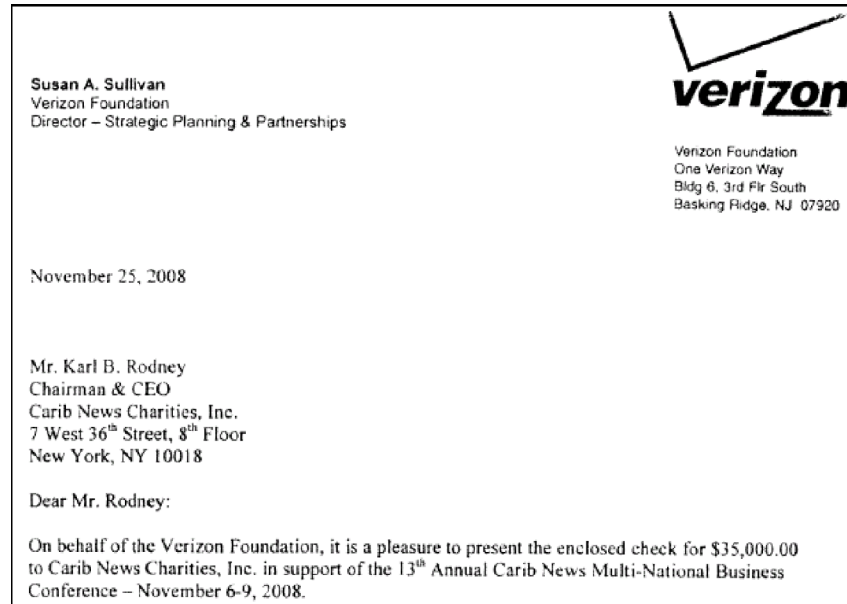 Susan A. Sullivan
Verizon Foundation
Director – Strategic Planning & Partnerships
verizon
Verizon Foundation
One Verizon Way
Bldg 6, 3rd Flr South
Basking Ridge, NJ 07920
November 25, 2008
Mr. Karl B. Rodney
Chairman & CEO
Carib News Charities, Inc.
7 West 36th Street, 8th Floor
New York, NY 10018
Dear Mr. Rodney:
On behalf of the Verizon Foundation, it is a pleasure to present the enclosed check for $35,000.00
to Carib News Charities, Inc. in support of the 13th Annual Carib News Multi-National Business
Conference – November 6-9, 2008.